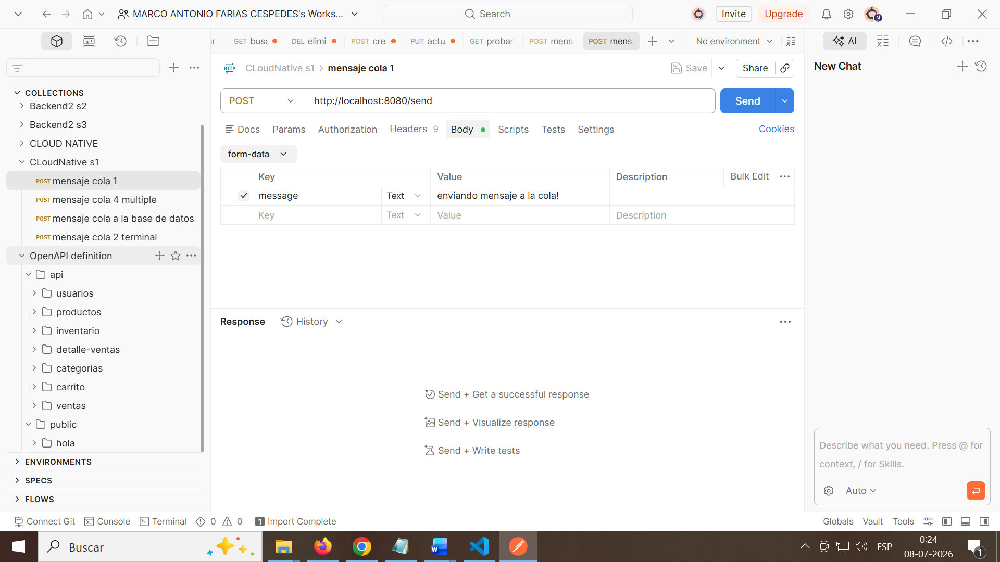 MARCO ANTONIO FARIAS CESPEDES's Works...
Search
Invite
Upgrade
M
GET busc
DEL elimi.
POST cre
PUT actu
GET probar
POST mens
POST mens
No environment
AI
HTTP
CLoudNative s1 > mensaje cola 1
Save
Share
New Chat
COLLECTIONS
Backend2 s2
Backend2 s3
CLOUD NATIVE
CLoudNative s1
POST mensaje cola 1
POST mensaje cola 4 multiple
POST mensaje cola a la base de datos
POST mensaje cola 2 terminal
OpenAPI definition
api
usuarios
productos
inventario
detalle-ventas
categorias
carrito
ventas
public
hola
ENVIRONMENTS
SPECS
FLOWS
POST
http://localhost:8080/send
Send
Docs
Params
Authorization
Headers 9
Body
Scripts
Tests
Settings
Cookies
form-data
Key
Value
Description
Bulk Edit
message
Text
enviando mensaje a la cola!
Key
Text
Value
Description
Response
History
Send + Get a successful response
Send + Visualize response
Send + Write tests
Describe what you need. Press @ for
context, / for Skills.
Auto
Connect Git
Console
Terminal
0
0
1 Import Complete
Globals
Vault
Tools
Buscar
ESP
0:24
08-07-2026
1